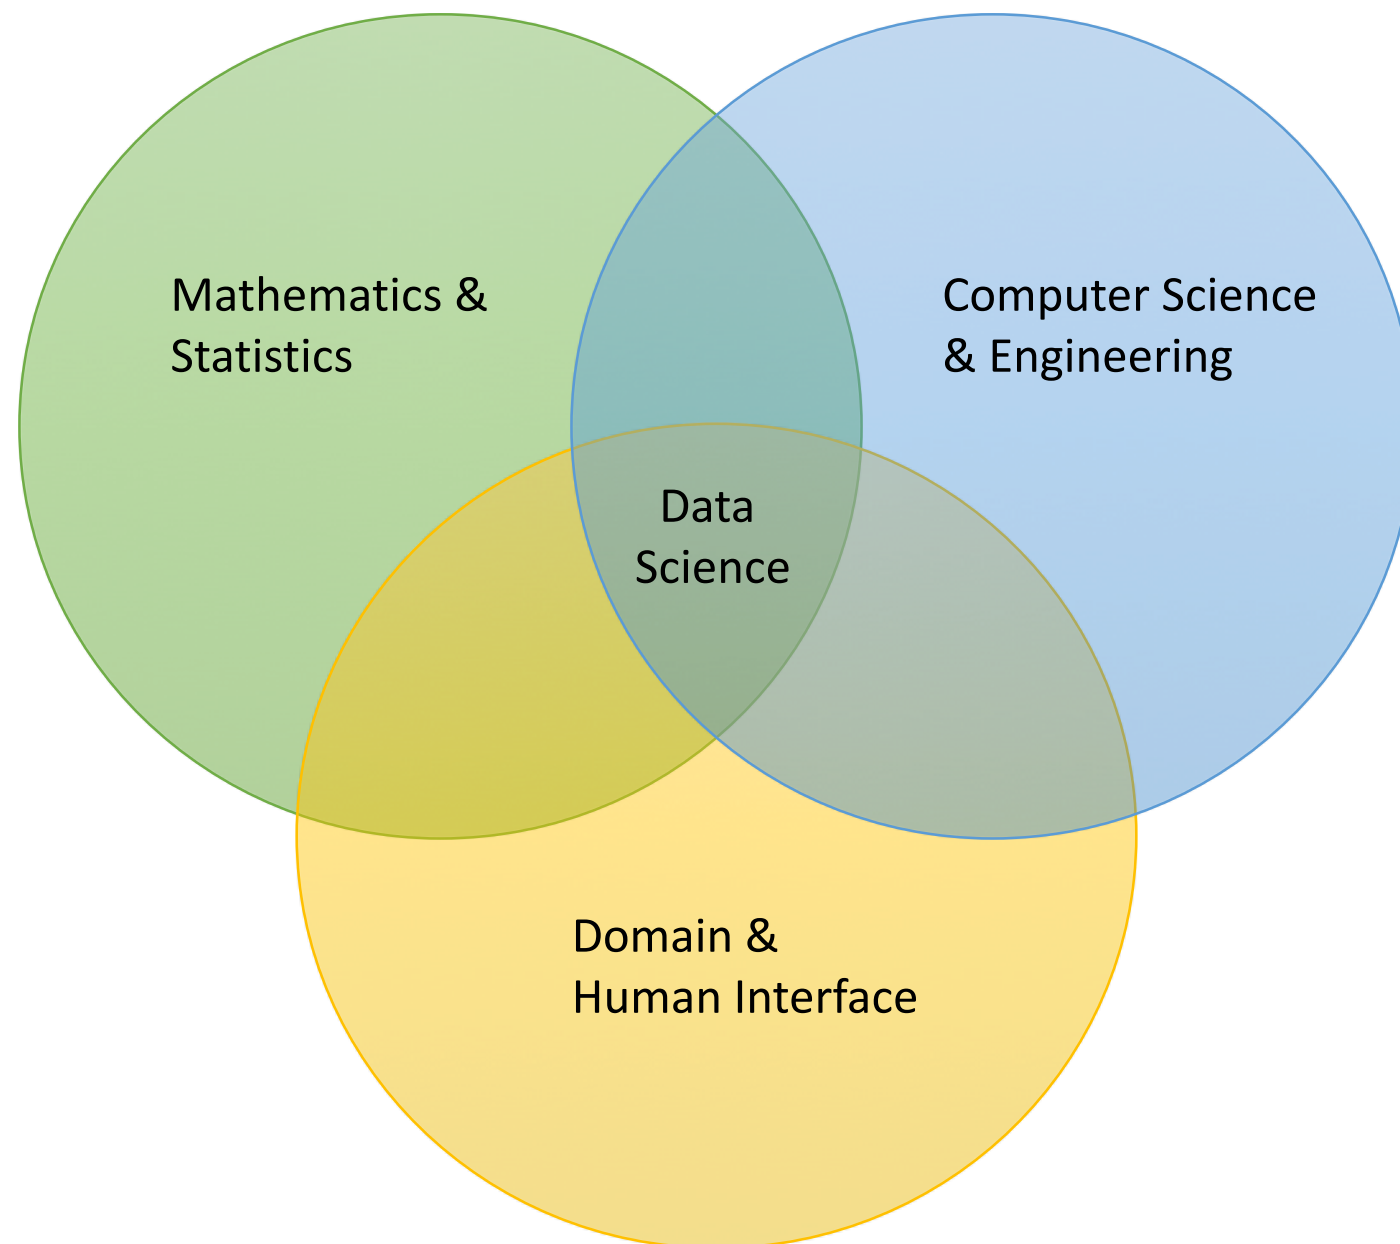 Mathematics &
Statistics
Computer Science
& Engineering
Data
Science
Domain &
Human Interface